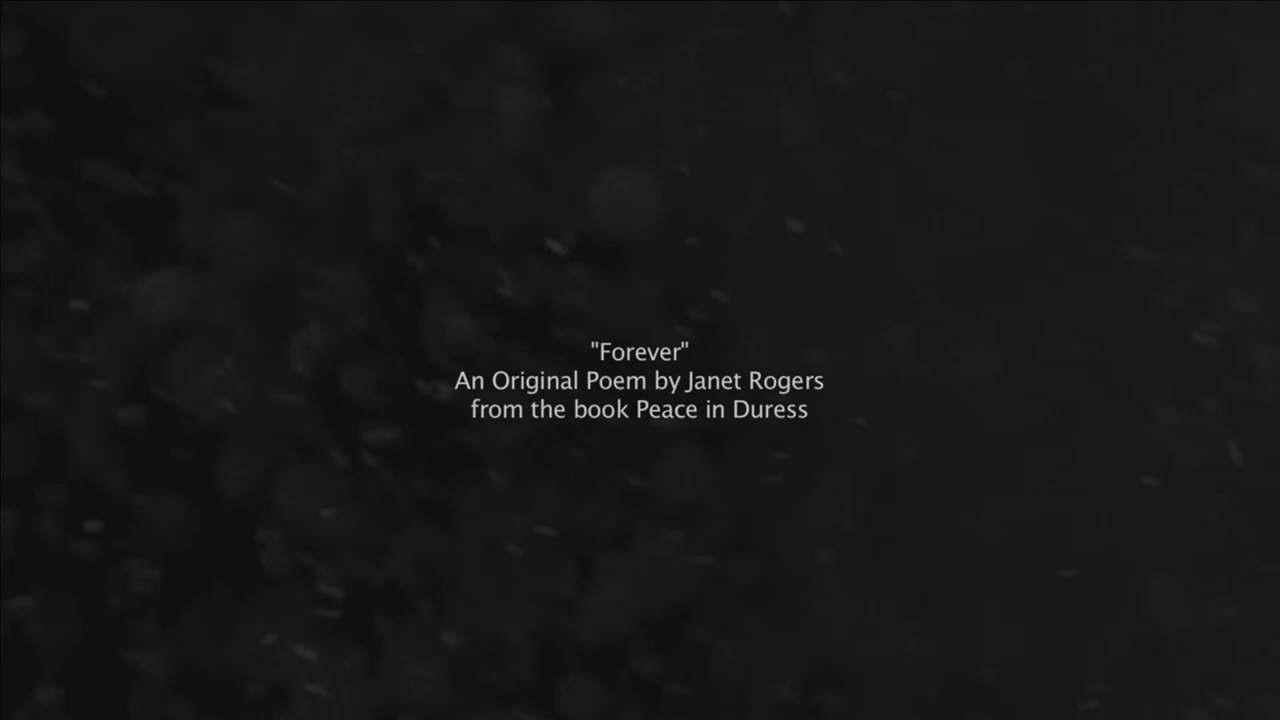 "Forever"
An Original Poem by Janet Rogers
from the book Peace in Duress